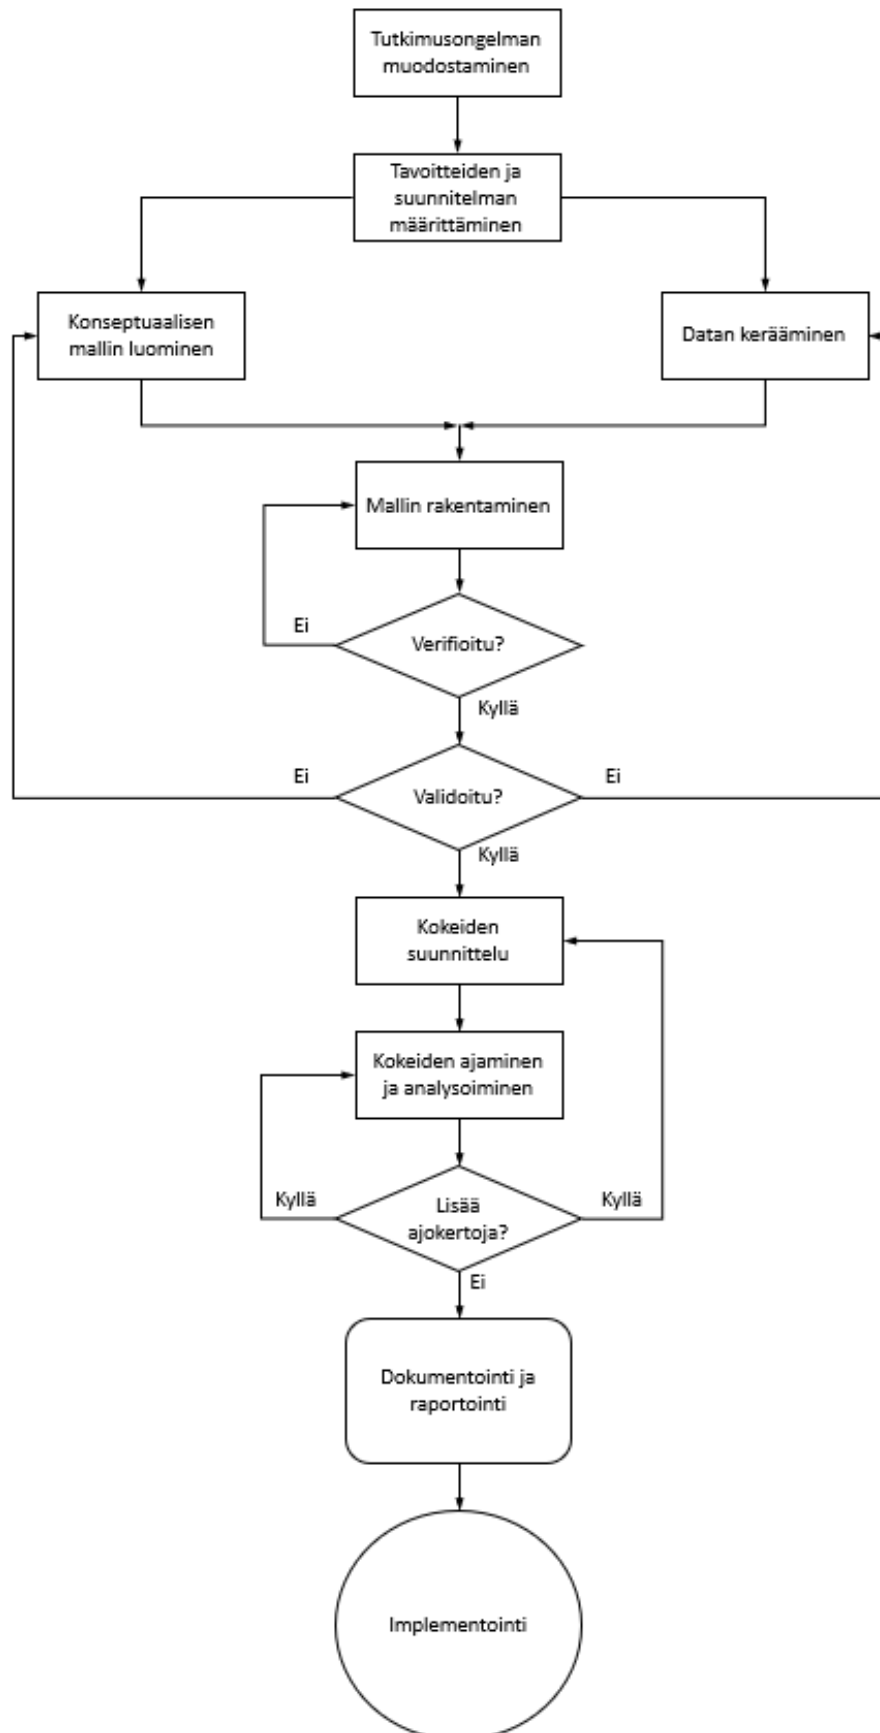 Tutkimusongelman
muodostaminen
Tavoitteiden ja
suunnitelman
määrittäminen
Konseptuaalisen
mallin luominen
Datan kerääminen
Mallin rakentaminen
Ei
Verifioitu?
Kyllä
Ei
Validoitu?
Ei
Kyllä
Kokeiden
suunnittelu
Kokeiden ajaminen
ja analysoiminen
Kyllä
Lisää
ajokertoja?
Kyllä
Ei
Dokumentointi ja
raportointi
Implementointi